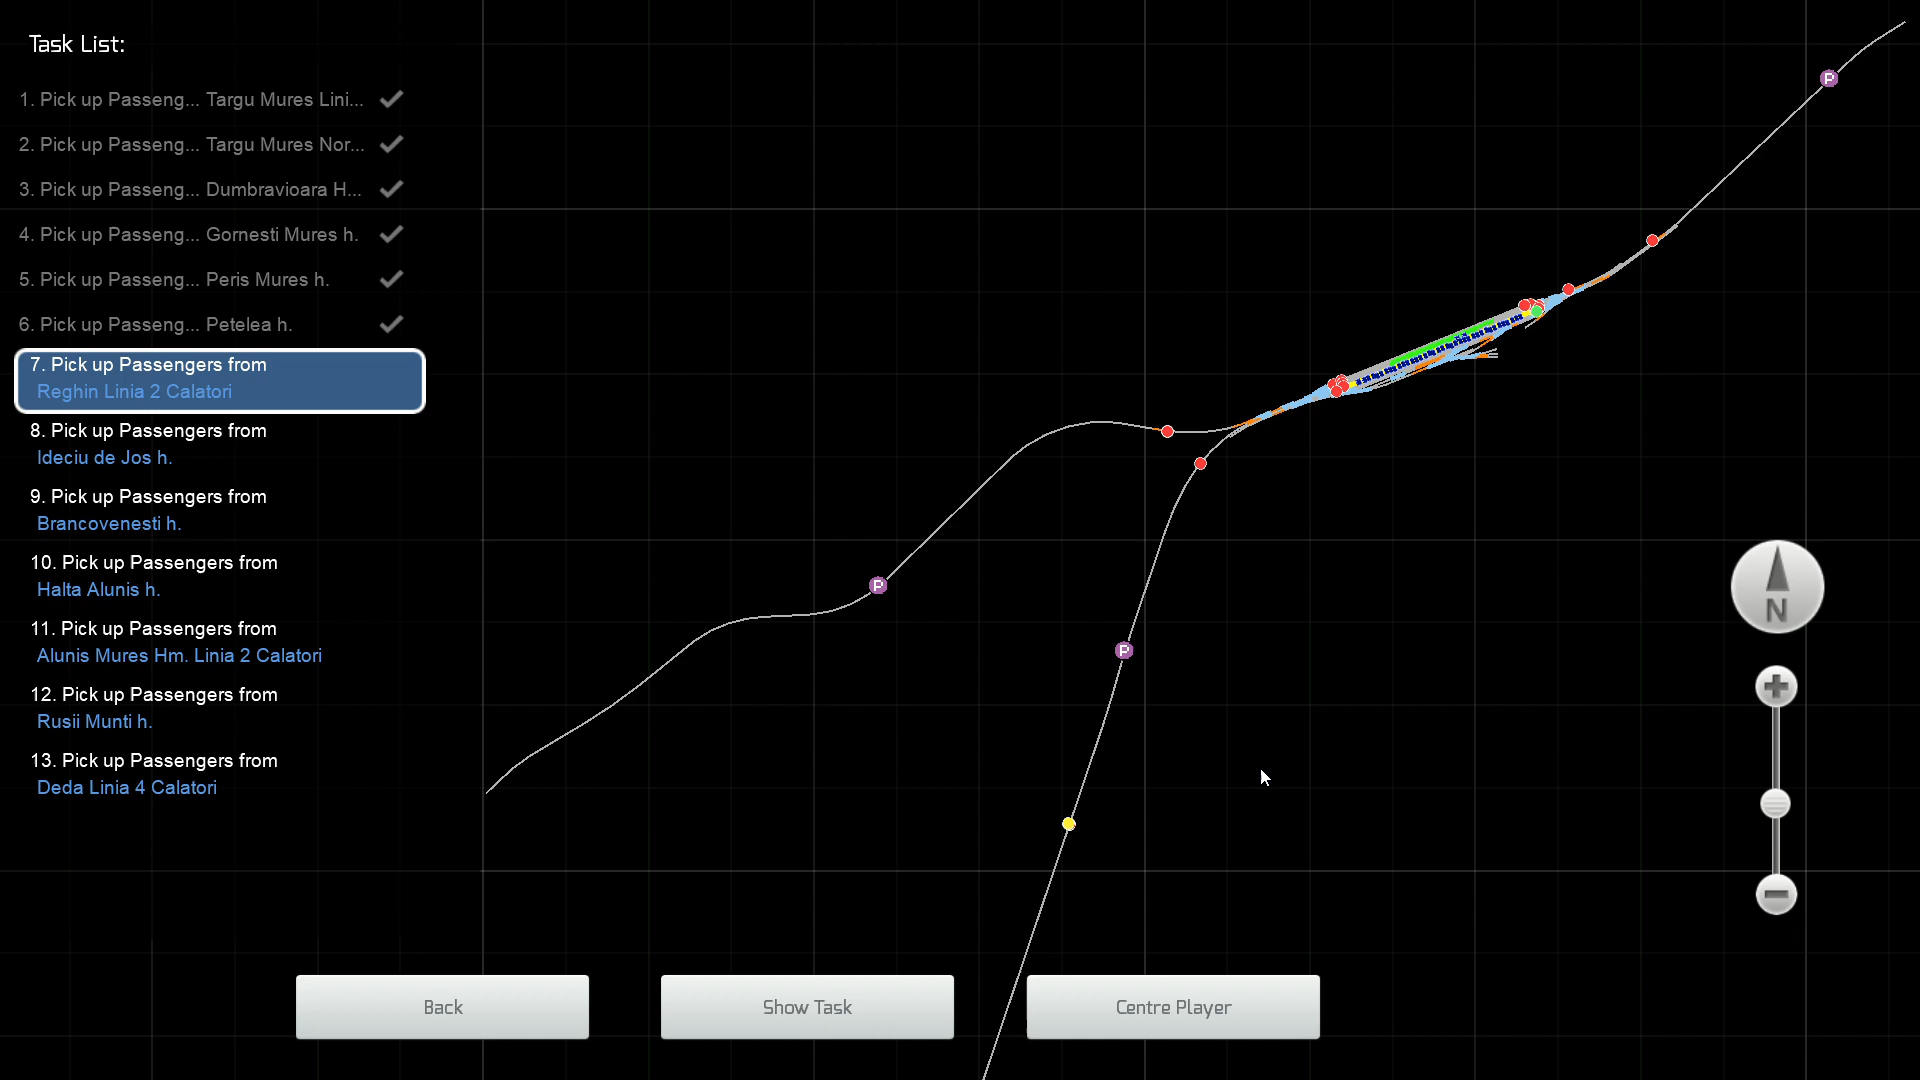 Task List:
1. Pick up Passeng... Targu Mures Lini...
2. Pick up Passeng... Targu Mures Nor...
3. Pick up Passeng... Dumbravioara H...
4. Pick up Passeng... Gornesti Mures h.
5. Pick up Passeng... Peris Mures h.
6. Pick up Passeng... Petelea h.
7. Pick up Passengers from
Reghin Linia 2 Calatori
8. Pick up Passengers from
Ideciu de Jos h.
9. Pick up Passengers from
Brancovenesti h.
10. Pick up Passengers from
Halta Alunis h.
11. Pick up Passengers from
Alunis Mures Hm. Linia 2 Calatori
12. Pick up Passengers from
Rusii Munti h.
13. Pick up Passengers from
Deda Linia 4 Calatori
P
P
P
N
Back
Show Task
Centre Player